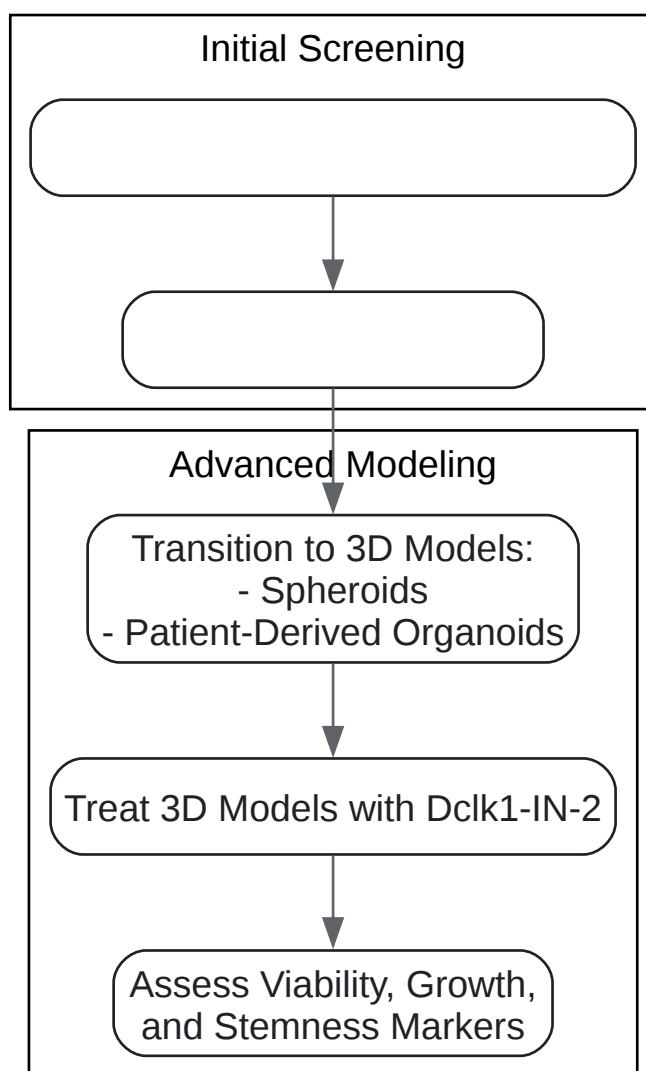 Initial Screening
Advanced Modeling
Transition to 3D Models:
- Spheroids
- Patient-Derived Organoids
Treat 3D Models with Dclk1-IN-2
Assess Viability, Growth,
and Stemness Markers